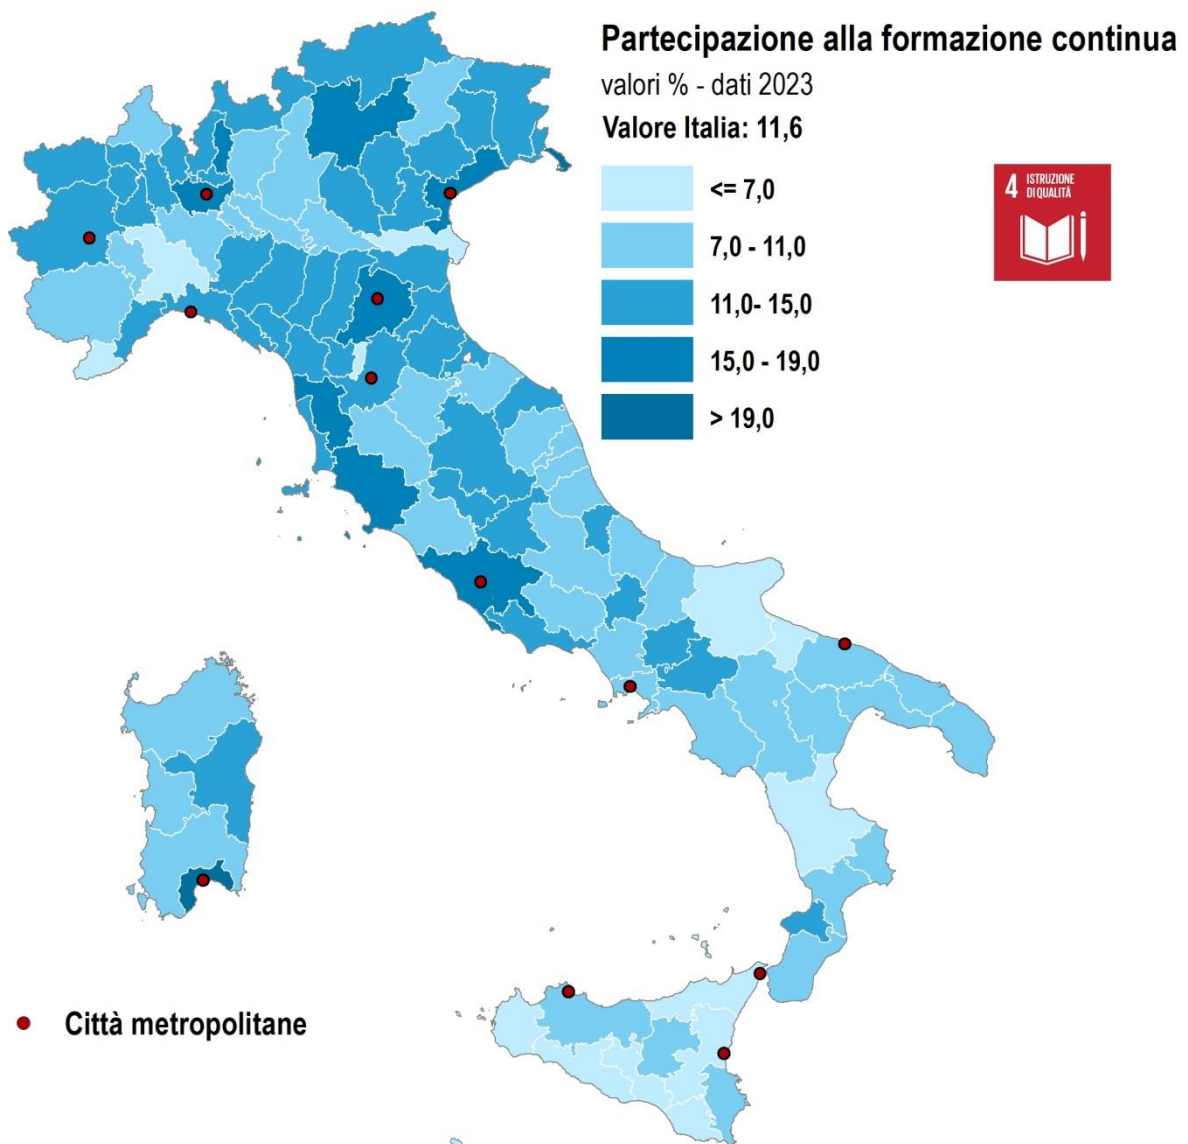 Partecipazione alla formazione continua
valori % - dati 2023
Valore Italia: 11,6
<= 7,0
7,0 - 11,0
11,0- 15,0
15,0 - 19,0
> 19,0
4 ISTRUZIONE
DI QUALITÀ
Città metropolitane